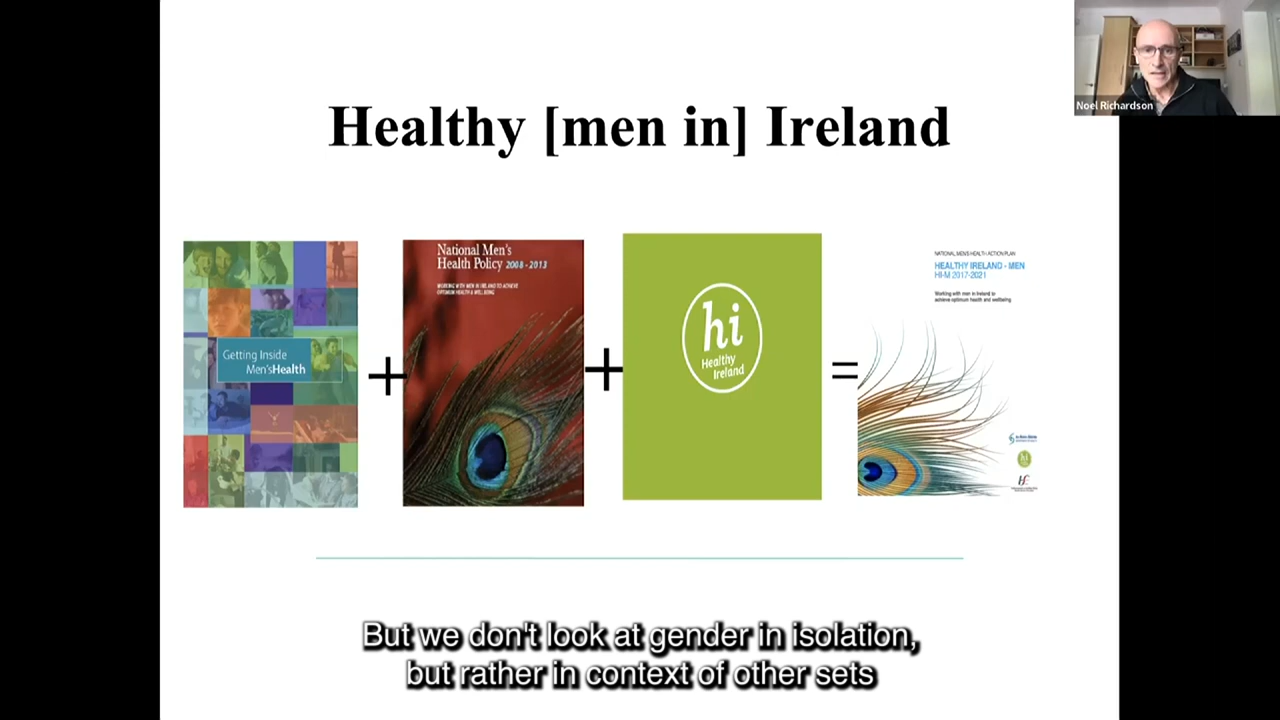 Noel Richardson
Healthy [men in] Ireland
Getting Inside
Men'sHealth
+
National Men's
Health Policy 2008 - 2013
WORKING WITH MEN IN IRELAND TO ACHIEVE
OPTIMUM HEALTH & WELLBEING
+
hi
Healthy
Ireland
=
NATIONAL MEN'S HEALTH ACTION PLAN
HEALTHY IRELAND - MEN
HI-M 2017-2021
Working with men in Ireland to
achieve optimum health and wellbeing
hi
But we don't look at gender in isolation,
but rather in context of other sets